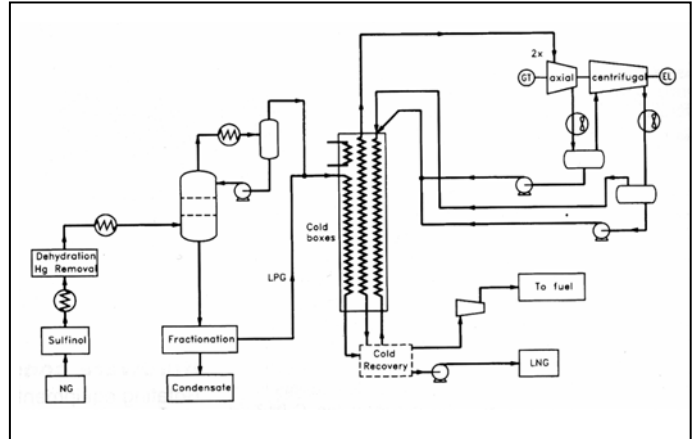 2x
GT
axial
centrifugal
EL
Cold
boxes
Dehydration
Hg Removal
LPG
Sulfinol
Fractionation
NG
Condensate
Cold
Recovery
To fuel
LNG